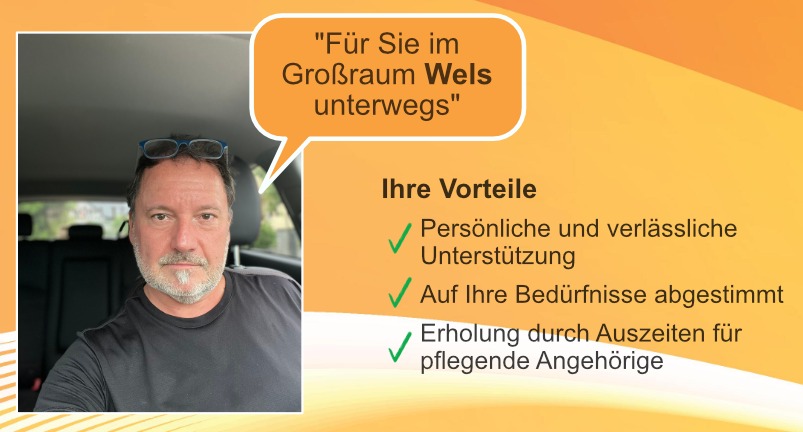 "Für Sie im
Großraum Wels
unterwegs"
Ihre Vorteile
Persönliche und verlässliche
Unterstützung
Auf Ihre Bedürfnisse abgestimmt
Erholung durch Auszeiten für
pflegende Angehörige